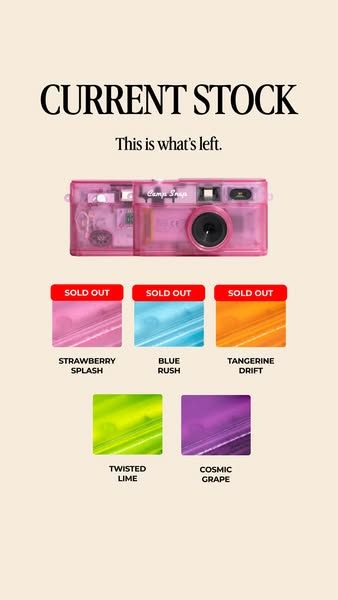 CURRENT STOCK
This is what's left.
Camp Snap
SOLD OUT
SOLD OUT
SOLD OUT
STRAWBERRY
SPLASH
BLUE
RUSH
TANGERINE
DRIFT
TWISTED
LIME
COSMIC
GRAPE